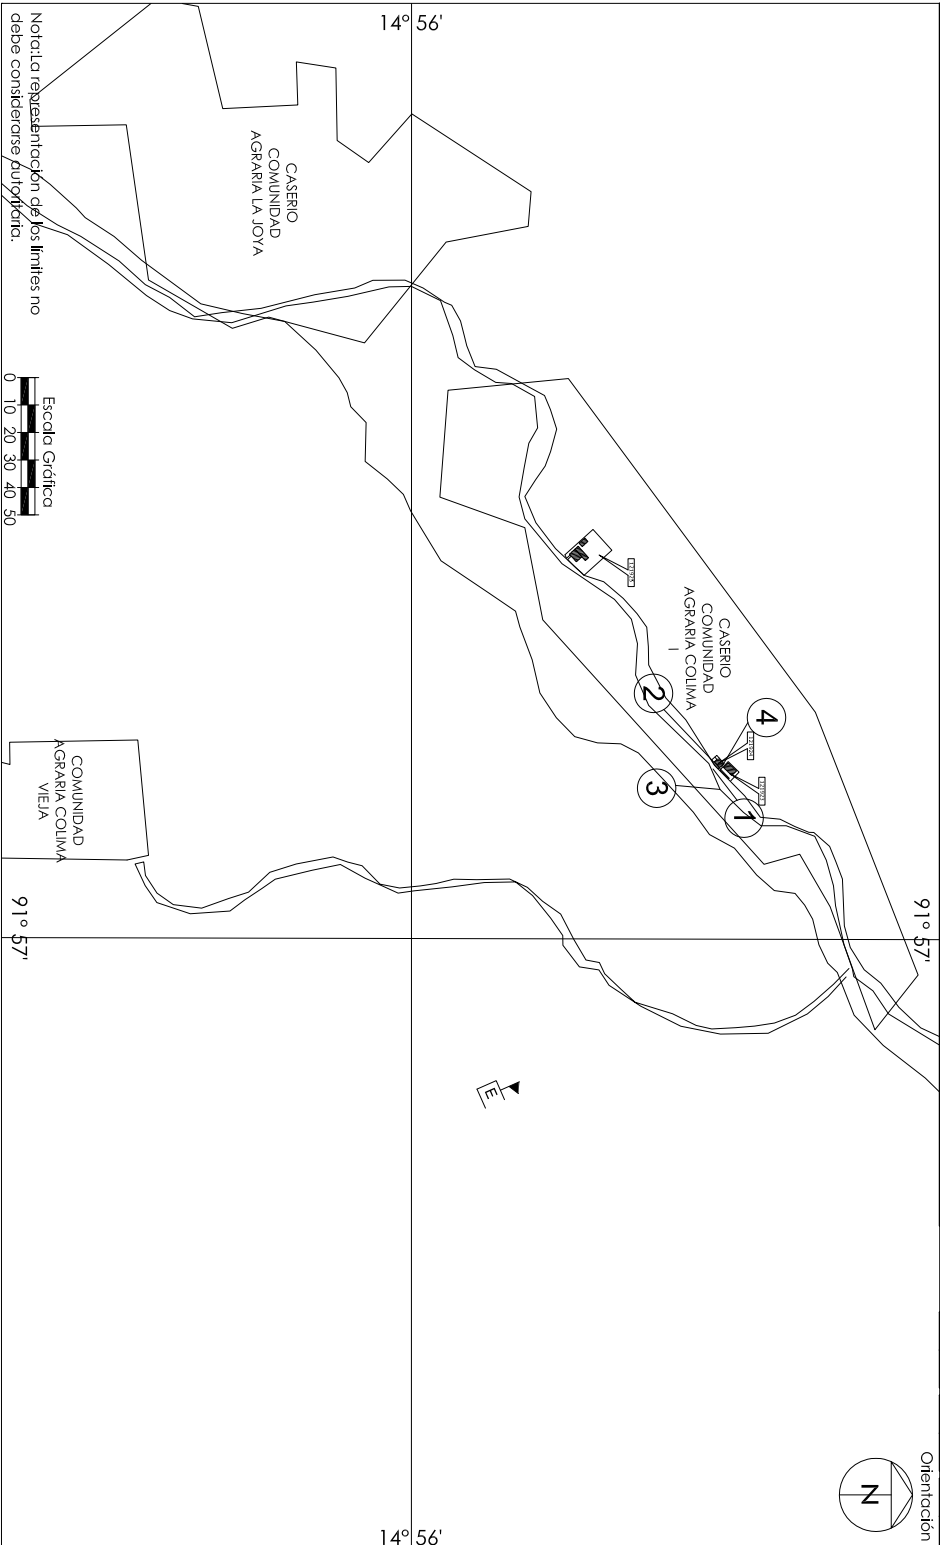 14° 56'
CASERIO
COMUNIDAD
AGRARIA LA JOYA
Nota:La representación de los límites no
debe considerarse autoritaria.
Escala Gráfica
0 10 20 30 40 50
CASERIO
COMUNIDAD
AGRARIA COLIMA
I
2
4
3
1
COMUNIDAD
AGRARIA COLIMA
VIEJA
91° 57'
91° 57'
E
Orientación
N
14° 56'